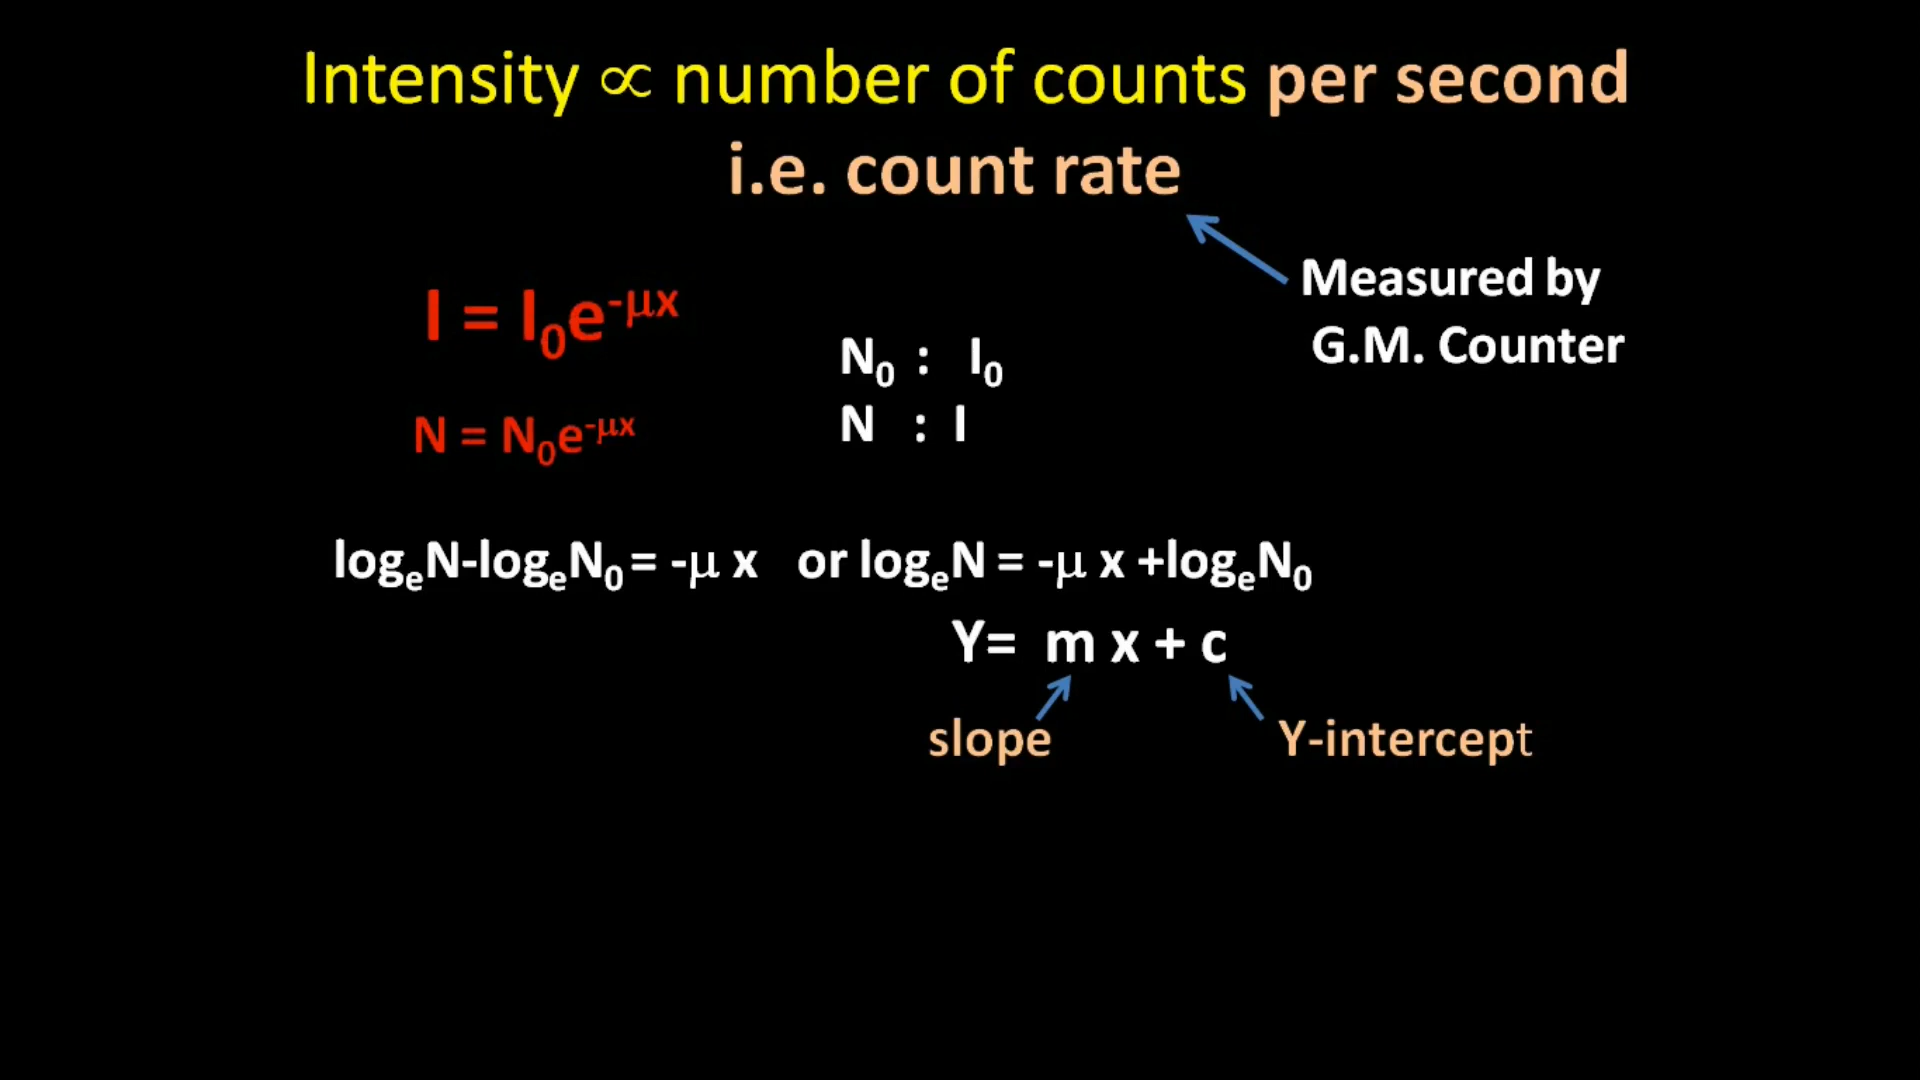 Intensity ∝ number of counts per second
i.e. count rate
Measured by
G.M. Counter
I = I₀e^-μx
N₀ : I₀
N : I
N = N₀e^-μx
logₑN-logₑN₀ = -μ x or logₑN = -μ x +logₑN₀
Y= m x + c
slope
Y-intercept